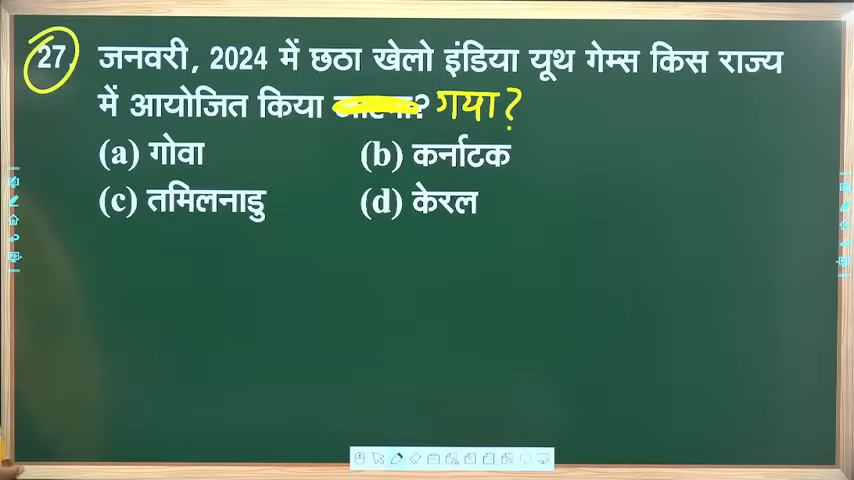 27 जनवरी, 2024 में छठा खेलो इंडिया यूथ गेम्स किस राज्य
में आयोजित किया ? गया?
(a) गोवा (b) कर्नाटक
(c) तमिलनाडु (d) केरल